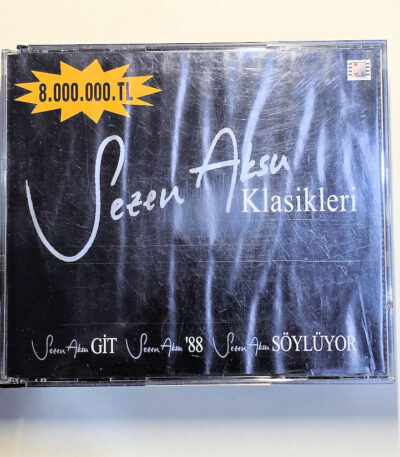 8.000.000.TL
Sezen Aksu
Klasikleri
Sezen Aksu GİT Sezen Aksu '88 Sezen Aksu SÖYLÜYOR